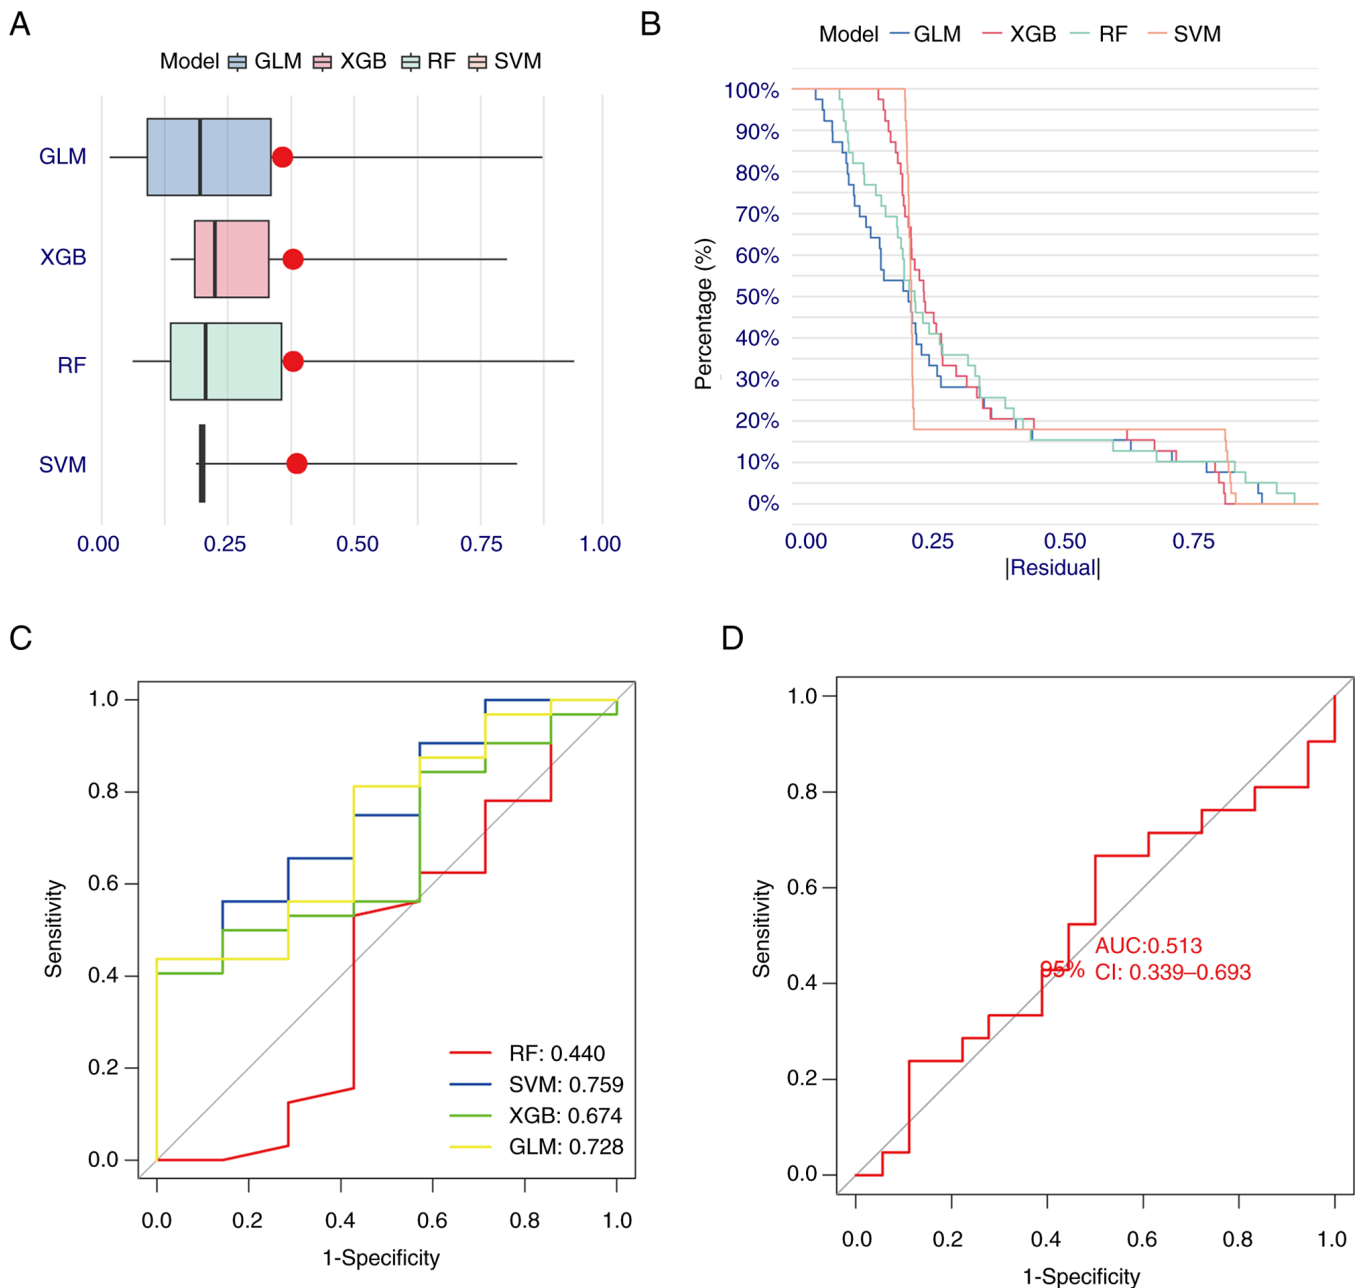 A
Model GLM XGB RF SVM
GLM
XGB
RF
SVM
0.00 0.25 0.50 0.75 1.00
B
Model GLM XGB RF SVM
Percentage (%)
100%
90%
80%
70%
60%
50%
40%
30%
20%
10%
0%
0.00 0.25 0.50 0.75
|Residual|
C
Sensitivity
1.0
0.8
0.6
0.4
0.2
0.0
RF: 0.440
SVM: 0.759
XGB: 0.674
GLM: 0.728
0.0 0.2 0.4 0.6 0.8 1.0
1-Specificity
D
Sensitivity
1.0
0.8
0.6
0.4
0.2
0.0
AUC:0.513
95% CI: 0.339–0.693
0.0 0.2 0.4 0.6 0.8 1.0
1-Specificity